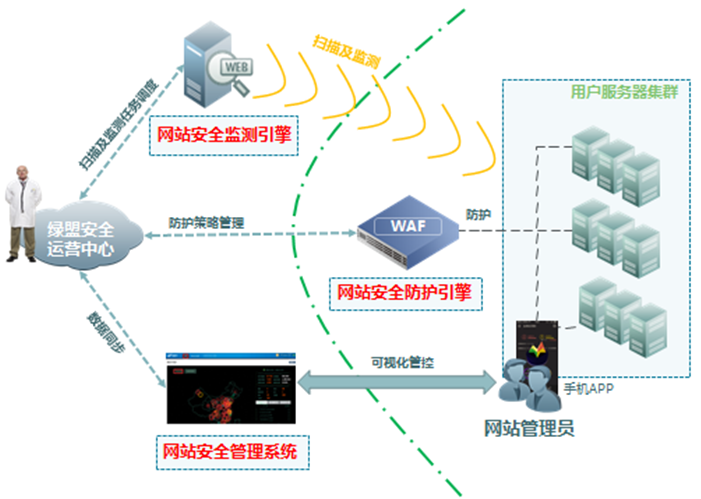 扫描及监测
WEB
用户服务器集群
网站安全监测引擎
扫描及监测任务调度
绿盟安全
运营中心
防护策略管理
WAF
防护
网站安全防护引擎
数据同步
可视化管控
手机APP
网站管理员
网站安全管理系统